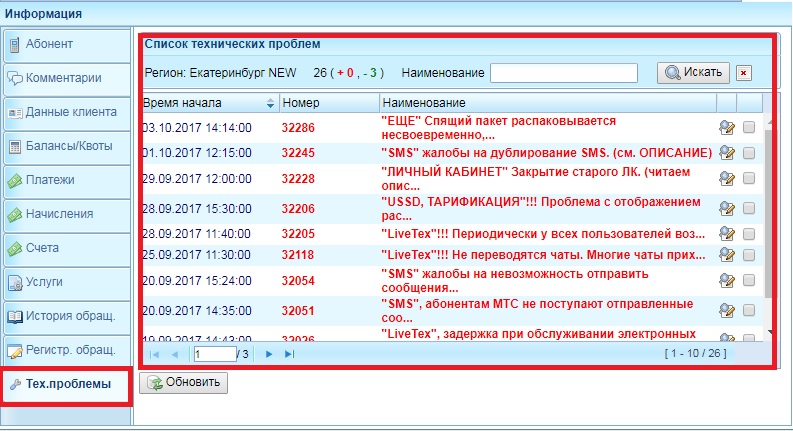 Информация
Абонент
Комментарии
Данные клиента
Балансы/Квоты
Платежи
Начисления
Счета
Услуги
История обращ.
Регистр. обращ.
Тех.проблемы
Список технических проблем
Регион: Екатеринбург NEW 26 ( + 0 , - 3 ) Наименование Искать
Время начала Номер Наименование
03.10.2017 14:14:00 32286 "ЕЩЕ" Спящий пакет распаковывается
несвоевременно,...
01.10.2017 12:15:00 32245 "SMS" жалобы на дублирование SMS. (см. ОПИСАНИЕ)
29.09.2017 12:00:00 32228 "ЛИЧНЫЙ КАБИНЕТ" Закрытие старого ЛК. (читаем
опис...
28.09.2017 15:30:00 32206 "USSD, ТАРИФИКАЦИЯ"!!! Проблема с отображением
рас...
28.09.2017 11:40:00 32205 "LiveTex"!!! Периодически у всех пользователей воз...
25.09.2017 11:30:00 32118 "LiveTex"!!! Не переводятся чаты. Многие чаты прих...
20.09.2017 15:24:00 32054 "SMS" жалобы на невозможность отправить
сообщения...
20.09.2017 14:35:00 32051 "SMS", абонентам МТС не поступают отправленные
соо...
19.09.2017 14:43:00 32026 "LiveTex", задержка при обслуживании электронных
1 / 3 [ 1 - 10 / 26 ]
Обновить